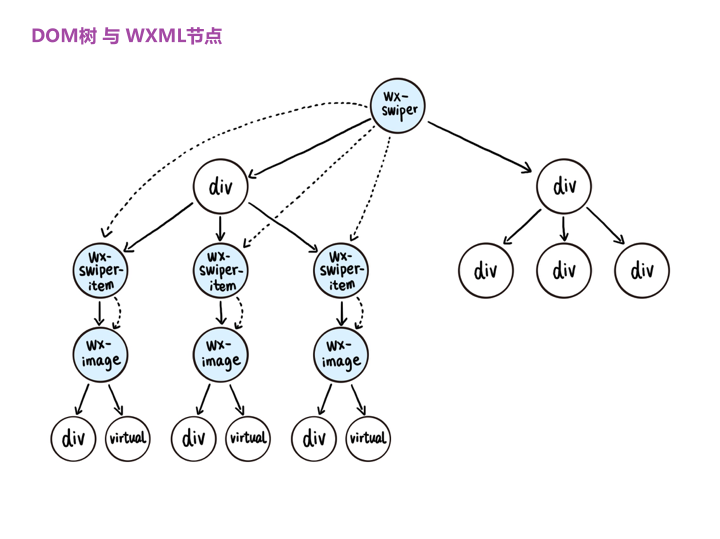 DOM树 与 WXML节点
wx-
swiper
div
div
wx-
swiper-
item
wx-
swiper-
item
wx-
swiper-
item
div
div
div
wx-
image
wx-
image
wx-
image
div
virtual
div
virtual
div
virtual